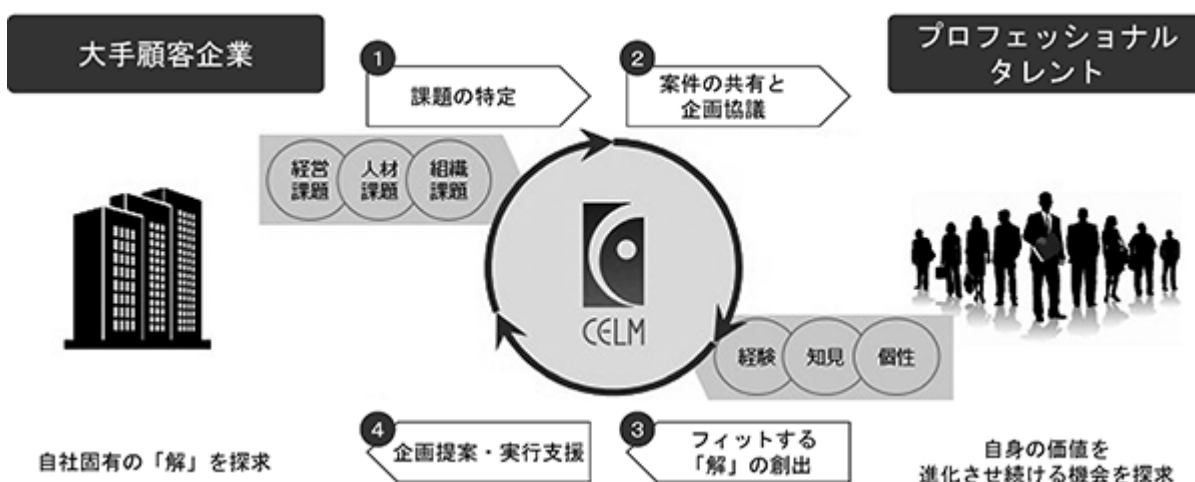 大手顧客企業
1
課題の特定
2
案件の共有と
企画協議
プロフェッショナル
タレント
経営
課題
人材
課題
組織
課題
CELM
経験
知見
個性
4
企画提案・実行支援
3
フィットする
「解」の創出
自社固有の「解」を探求
自身の価値を
進化させ続ける機会を探求